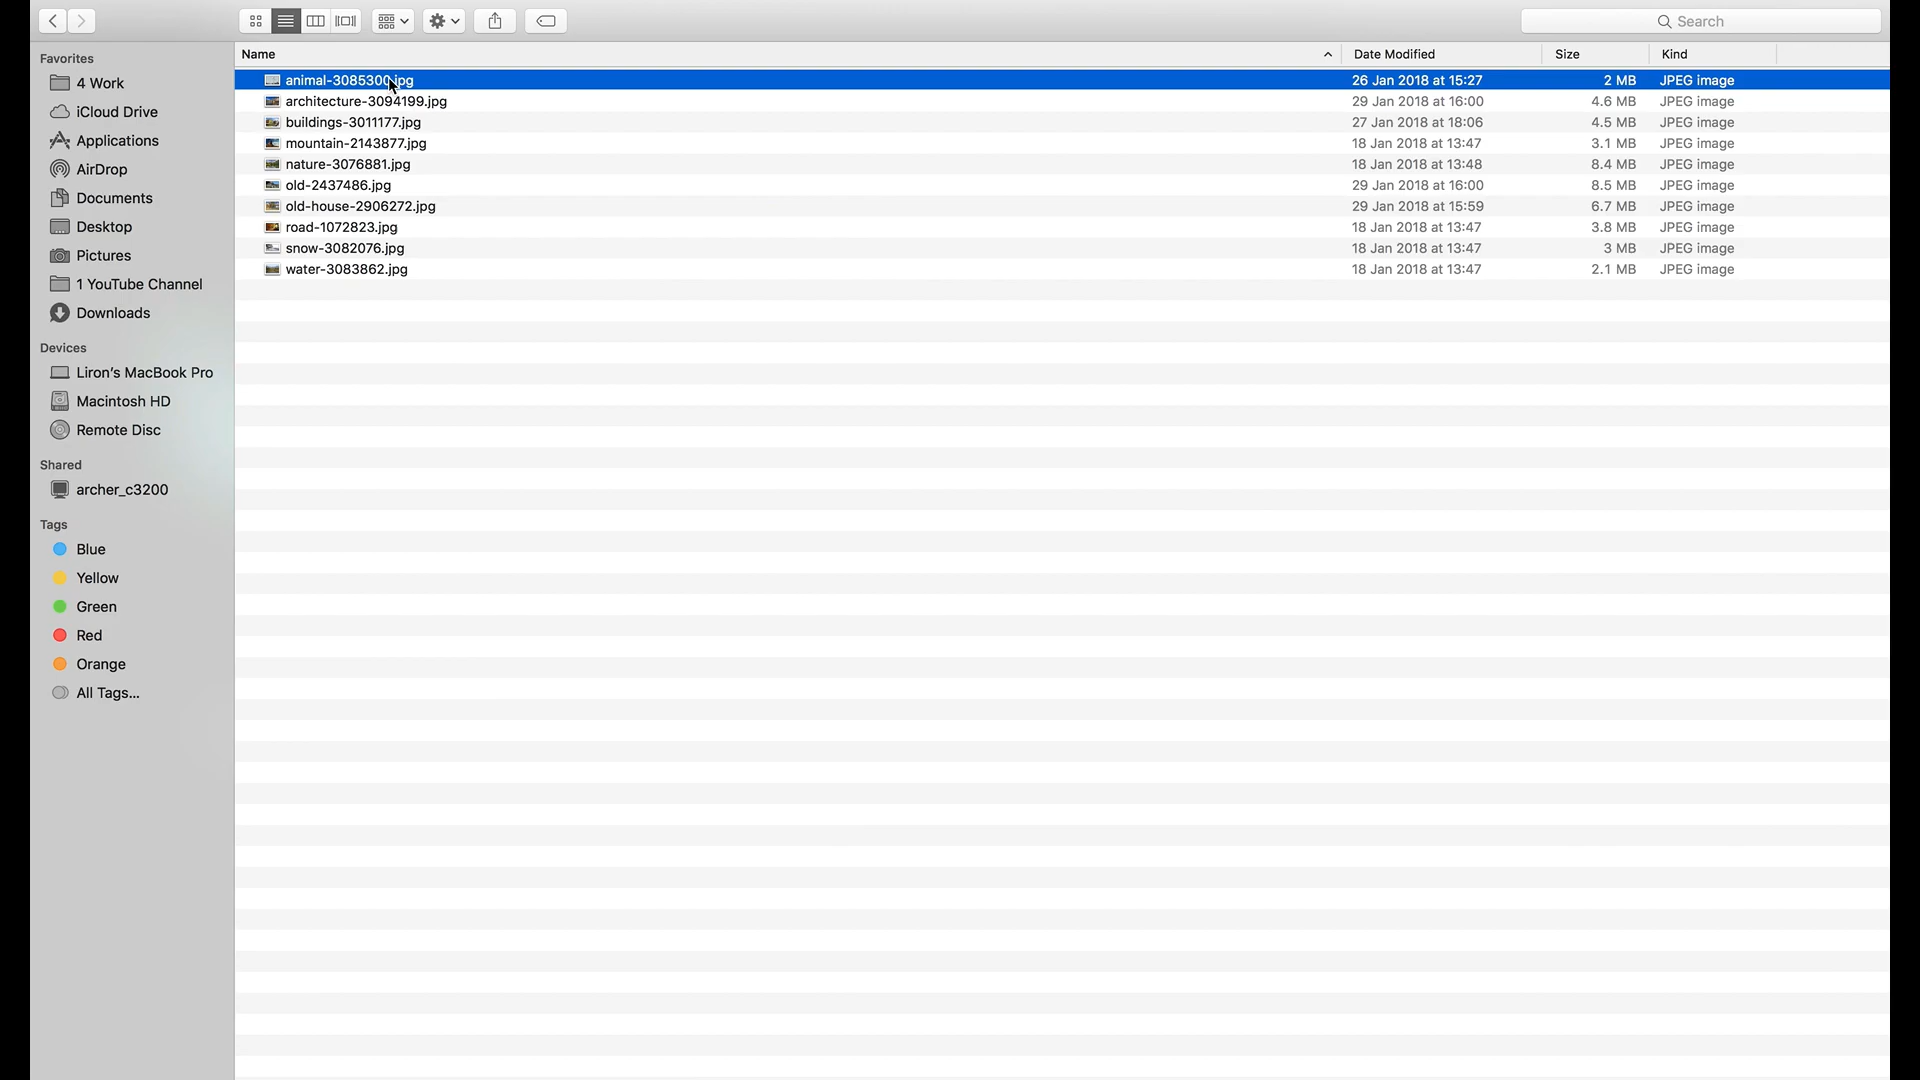 Search
Favorites
4 Work
iCloud Drive
Applications
AirDrop
Documents
Desktop
Pictures
1 YouTube Channel
Downloads
Devices
Liron's MacBook Pro
Macintosh HD
Remote Disc
Shared
archer_c3200
Tags
Blue
Yellow
Green
Red
Orange
All Tags...
Name Date Modified Size Kind
animal-3085300.jpg 26 Jan 2018 at 15:27 2 MB JPEG image
architecture-3094199.jpg 29 Jan 2018 at 16:00 4.6 MB JPEG image
buildings-3011177.jpg 27 Jan 2018 at 18:06 4.5 MB JPEG image
mountain-2143877.jpg 18 Jan 2018 at 13:47 3.1 MB JPEG image
nature-3076881.jpg 18 Jan 2018 at 13:48 8.4 MB JPEG image
old-2437486.jpg 29 Jan 2018 at 16:00 8.5 MB JPEG image
old-house-2906272.jpg 29 Jan 2018 at 15:59 6.7 MB JPEG image
road-1072823.jpg 18 Jan 2018 at 13:47 3.8 MB JPEG image
snow-3082076.jpg 18 Jan 2018 at 13:47 3 MB JPEG image
water-3083862.jpg 18 Jan 2018 at 13:47 2.1 MB JPEG image